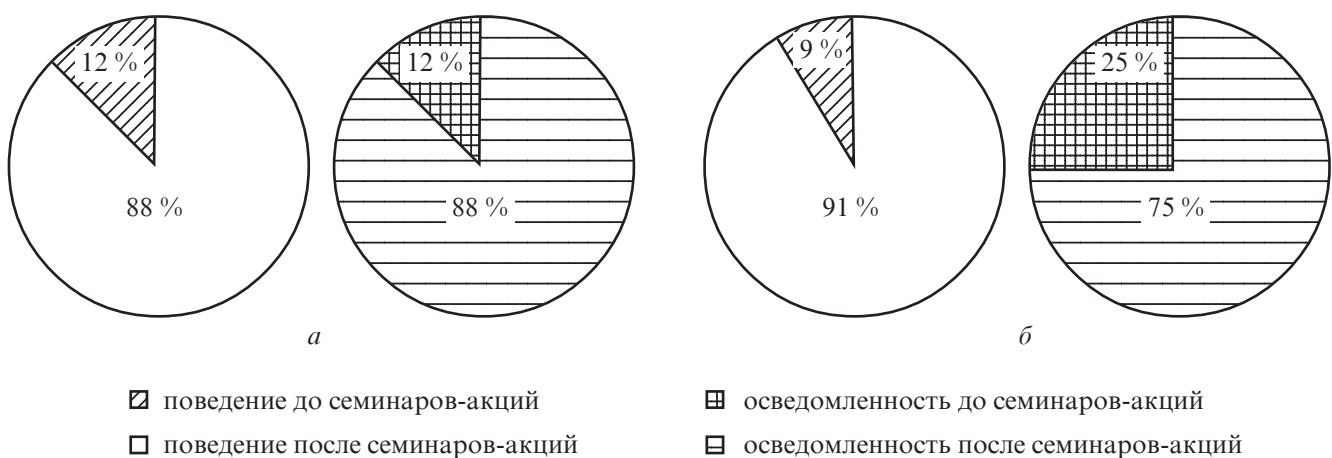 12 %
88 %
12 %
88 %
9 %
91 %
25 %
75 %
а
б
поведение до семинаров-акций
поведение после семинаров-акций
осведомленность до семинаров-акций
осведомленность после семинаров-акций